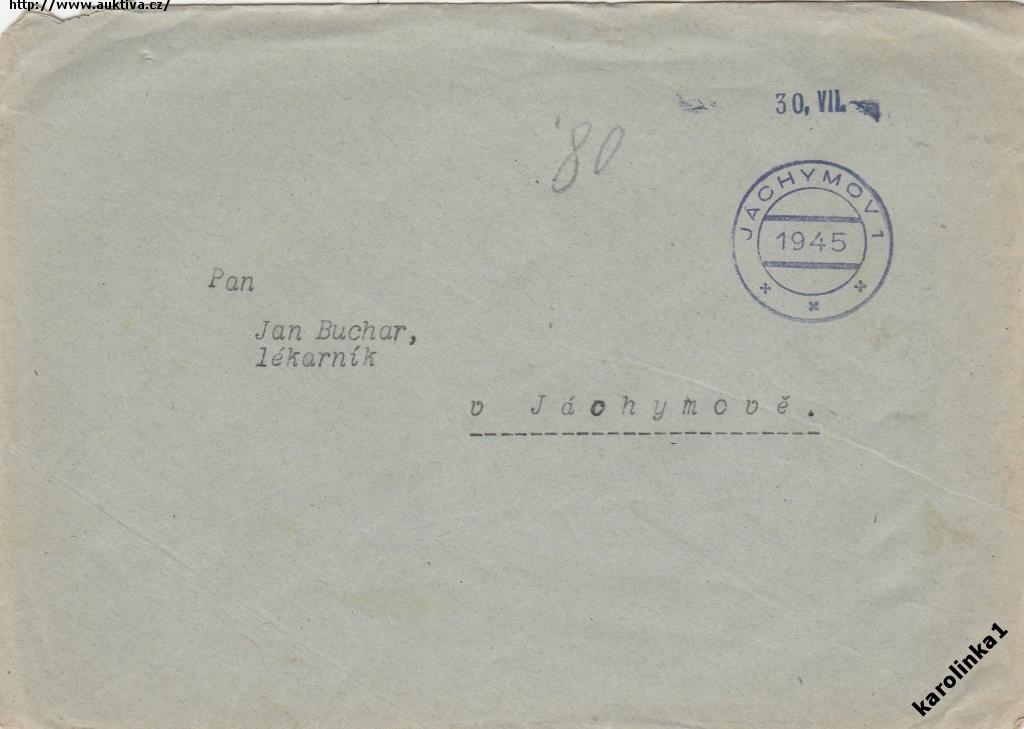 http://www.auktiva.cz/
30. VII.
'80
JÁCHYMOV 1
1945
Pan
Jan Buchar,
lékarník
v Jáchymově.
karolinka1